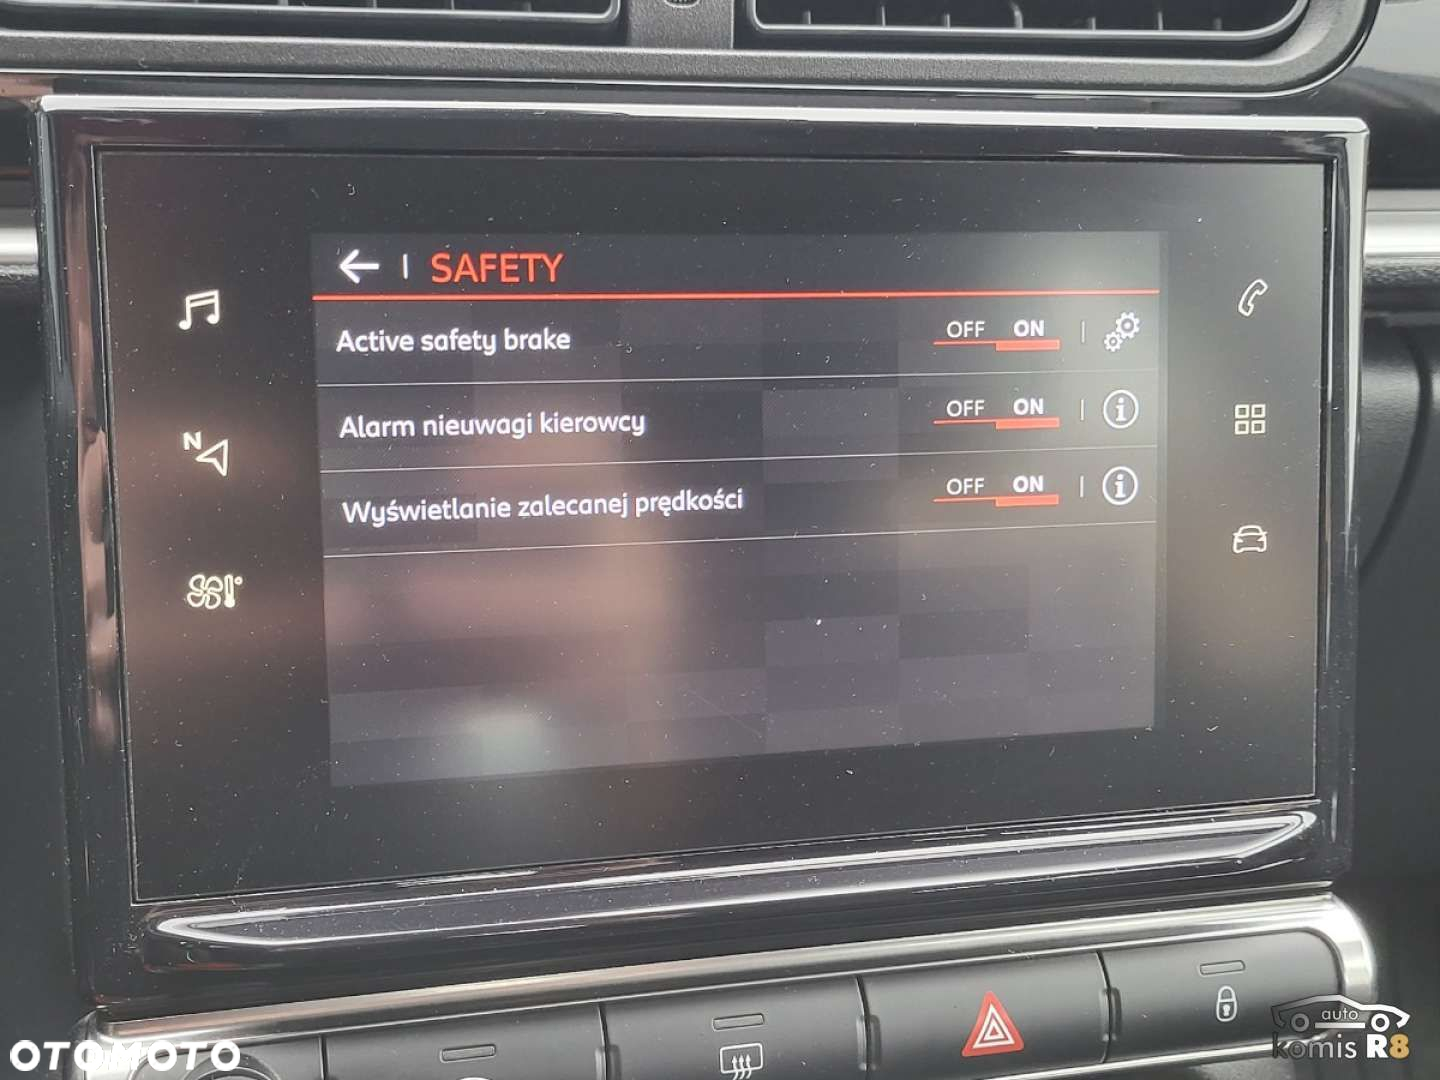 SAFETY
Active safety brake OFF ON
Alarm nieuwagi kierowcy OFF ON
Wyświetlanie zalecanej prędkości OFF ON
N
OTOMOTO
auto
komis R8